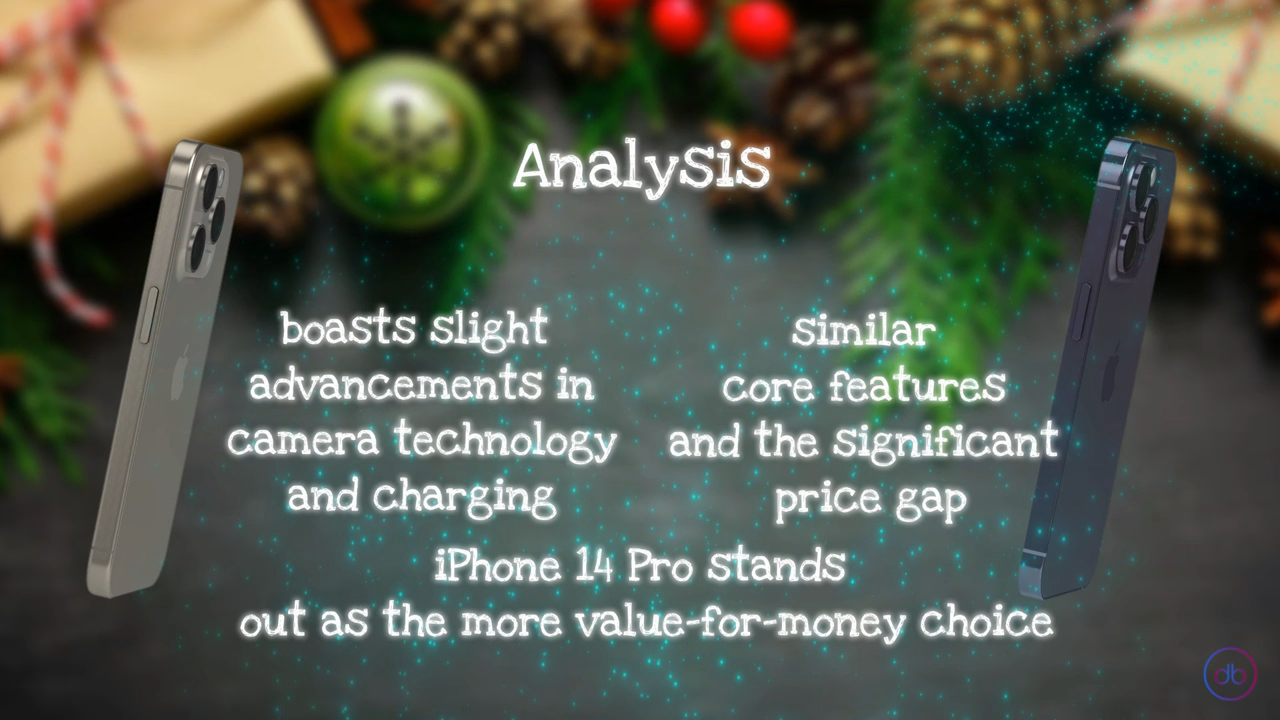 Analysis
boasts slight
advancements in
camera technology
and charging
similar
core features
and the significant
price gap
iPhone 14 Pro stands
out as the more value-for-money choice
db